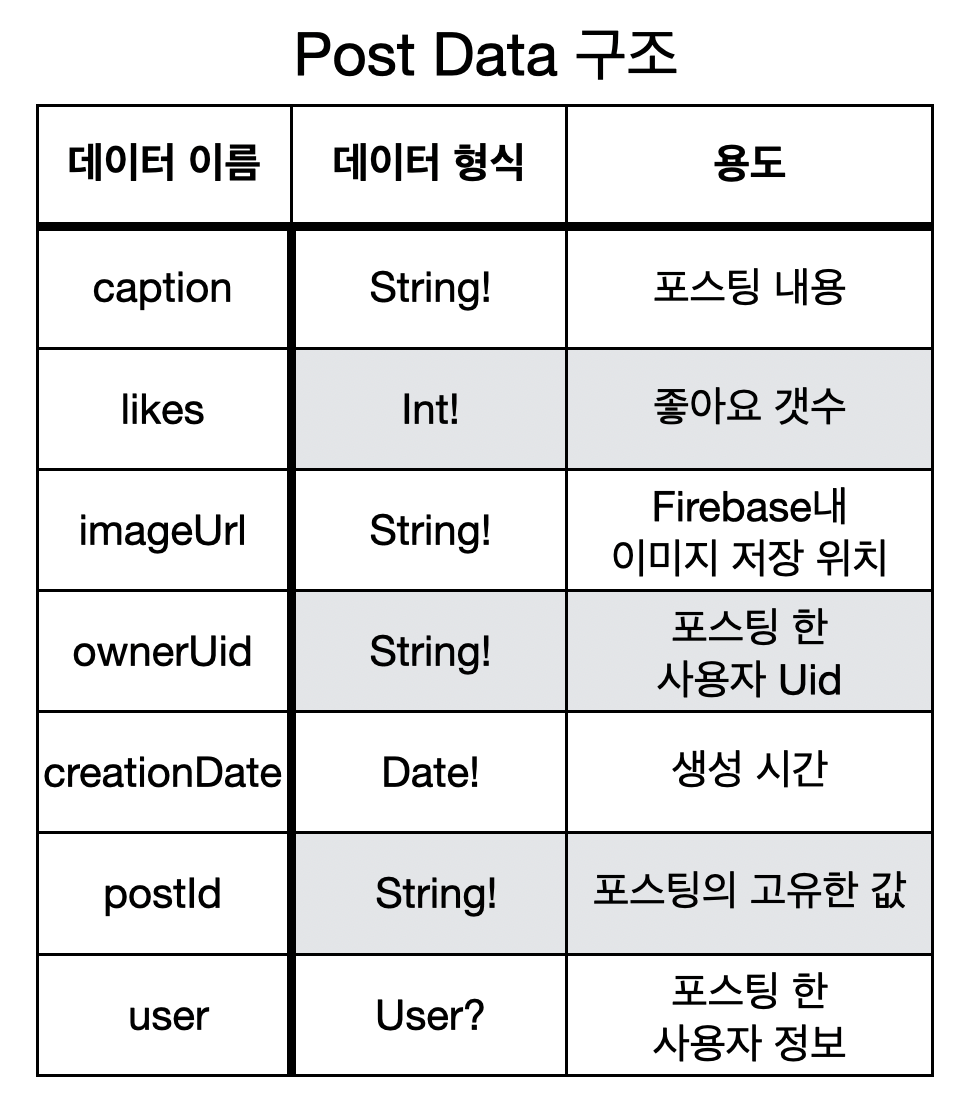 Post Data 구조
데이터 이름 데이터 형식 용도
caption String! 포스팅 내용
likes Int! 좋아요 갯수
imageUrl String! Firebase내
이미지 저장 위치
ownerUid String! 포스팅 한
사용자 Uid
creationDate Date! 생성 시간
postId String! 포스팅의 고유한 값
user User? 포스팅 한
사용자 정보